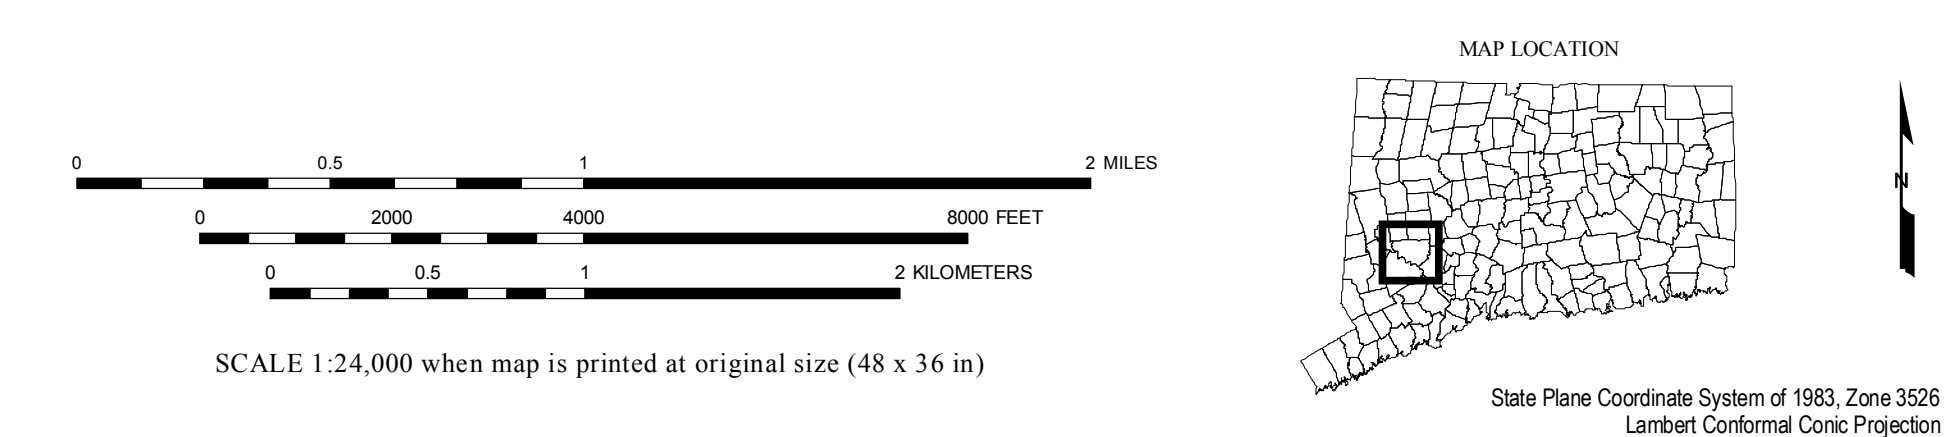 MAP LOCATION
0 0.5 1 2 MILES
0 2000 4000 8000 FEET
0 0.5 1 2 KILOMETERS
N
SCALE 1:24,000 when map is printed at original size (48 x 36 in)
State Plane Coordinate System of 1983, Zone 3526
Lambert Conformal Conic Projection